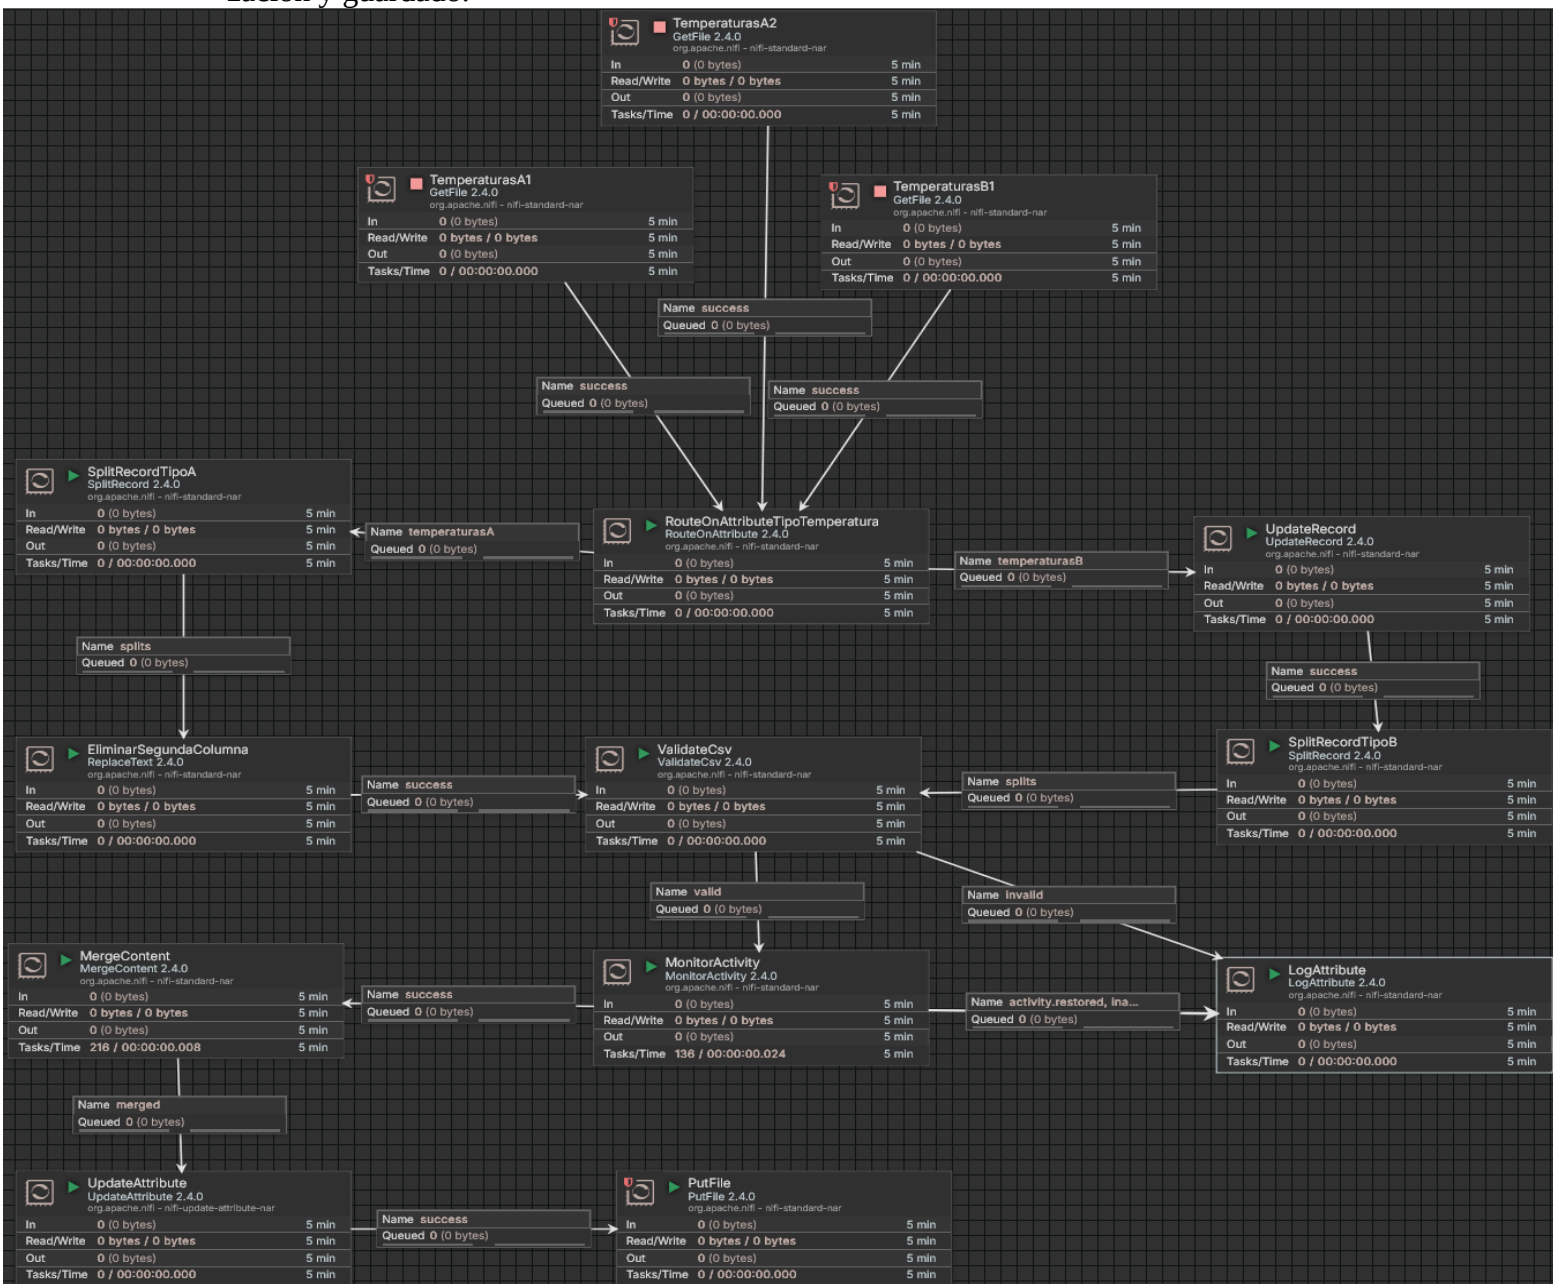 zación y guardado.
TemperaturasA2
GetFile 2.4.0
org.apache.nifi - nifi-standard-nar
In 0 (0 bytes) 5 min
Read/Write 0 bytes / 0 bytes 5 min
Out 0 (0 bytes) 5 min
Tasks/Time 0 / 00:00:00.000 5 min
TemperaturasA1
GetFile 2.4.0
org.apache.nifi - nifi-standard-nar
In 0 (0 bytes) 5 min
Read/Write 0 bytes / 0 bytes 5 min
Out 0 (0 bytes) 5 min
Tasks/Time 0 / 00:00:00.000 5 min
TemperaturasB1
GetFile 2.4.0
org.apache.nifi - nifi-standard-nar
In 0 (0 bytes) 5 min
Read/Write 0 bytes / 0 bytes 5 min
Out 0 (0 bytes) 5 min
Tasks/Time 0 / 00:00:00.000 5 min
Name success
Queued 0 (0 bytes)
Name success
Queued 0 (0 bytes)
Name success
Queued 0 (0 bytes)
SplitRecordTipoA
SplitRecord 2.4.0
org.apache.nifi - nifi-standard-nar
In 0 (0 bytes) 5 min
Read/Write 0 bytes / 0 bytes 5 min
Out 0 (0 bytes) 5 min
Tasks/Time 0 / 00:00:00.000 5 min
Name temperaturasA
Queued 0 (0 bytes)
RouteOnAttributeTipoTemperatura
RouteOnAttribute 2.4.0
org.apache.nifi - nifi-standard-nar
In 0 (0 bytes) 5 min
Read/Write 0 bytes / 0 bytes 5 min
Out 0 (0 bytes) 5 min
Tasks/Time 0 / 00:00:00.000 5 min
Name temperaturasB
Queued 0 (0 bytes)
UpdateRecord
UpdateRecord 2.4.0
org.apache.nifi - nifi-standard-nar
In 0 (0 bytes) 5 min
Read/Write 0 bytes / 0 bytes 5 min
Out 0 (0 bytes) 5 min
Tasks/Time 0 / 00:00:00.000 5 min
Name splits
Queued 0 (0 bytes)
Name success
Queued 0 (0 bytes)
EliminarSegundaColumna
ReplaceText 2.4.0
org.apache.nifi - nifi-standard-nar
In 0 (0 bytes) 5 min
Read/Write 0 bytes / 0 bytes 5 min
Out 0 (0 bytes) 5 min
Tasks/Time 0 / 00:00:00.000 5 min
Name success
Queued 0 (0 bytes)
ValidateCsv
ValidateCsv 2.4.0
org.apache.nifi - nifi-standard-nar
In 0 (0 bytes) 5 min
Read/Write 0 bytes / 0 bytes 5 min
Out 0 (0 bytes) 5 min
Tasks/Time 0 / 00:00:00.000 5 min
Name splits
Queued 0 (0 bytes)
SplitRecordTipoB
SplitRecord 2.4.0
org.apache.nifi - nifi-standard-nar
In 0 (0 bytes) 5 min
Read/Write 0 bytes / 0 bytes 5 min
Out 0 (0 bytes) 5 min
Tasks/Time 0 / 00:00:00.000 5 min
Name valid
Queued 0 (0 bytes)
Name invalid
Queued 0 (0 bytes)
MergeContent
MergeContent 2.4.0
org.apache.nifi - nifi-standard-nar
In 0 (0 bytes) 5 min
Read/Write 0 bytes / 0 bytes 5 min
Out 0 (0 bytes) 5 min
Tasks/Time 216 / 00:00:00.008 5 min
Name success
Queued 0 (0 bytes)
MonitorActivity
MonitorActivity 2.4.0
org.apache.nifi - nifi-standard-nar
In 0 (0 bytes) 5 min
Read/Write 0 bytes / 0 bytes 5 min
Out 0 (0 bytes) 5 min
Tasks/Time 136 / 00:00:00.024 5 min
Name activity.restored, ina...
Queued 0 (0 bytes)
LogAttribute
LogAttribute 2.4.0
org.apache.nifi - nifi-standard-nar
In 0 (0 bytes) 5 min
Read/Write 0 bytes / 0 bytes 5 min
Out 0 (0 bytes) 5 min
Tasks/Time 0 / 00:00:00.000 5 min
Name merged
Queued 0 (0 bytes)
UpdateAttribute
UpdateAttribute 2.4.0
org.apache.nifi - nifi-update-attribute-nar
In 0 (0 bytes) 5 min
Read/Write 0 bytes / 0 bytes 5 min
Out 0 (0 bytes) 5 min
Tasks/Time 0 / 00:00:00.000 5 min
Name success
Queued 0 (0 bytes)
PutFile
PutFile 2.4.0
org.apache.nifi - nifi-standard-nar
In 0 (0 bytes) 5 min
Read/Write 0 bytes / 0 bytes 5 min
Out 0 (0 bytes) 5 min
Tasks/Time 0 / 00:00:00.000 5 min